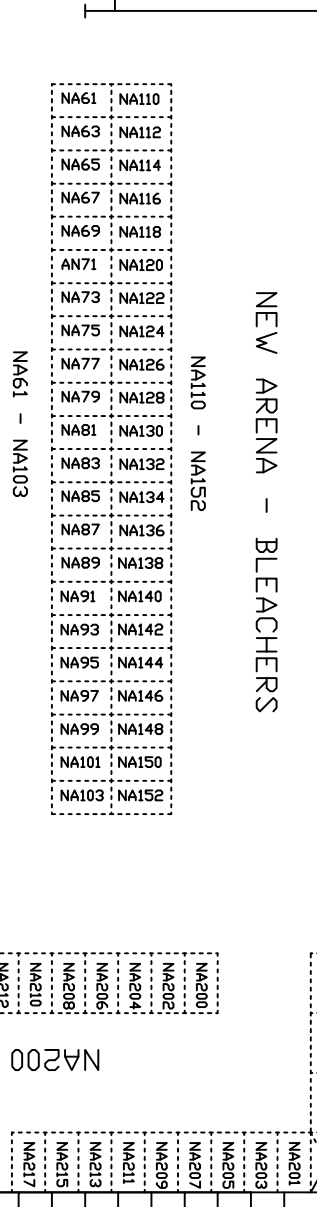 NA61 NA110
NA63 NA112
NA65 NA114
NA67 NA116
NA69 NA118
AN71 NA120
NA73 NA122
NA75 NA124
NA77 NA126
NA79 NA128
NA81 NA130
NA83 NA132
NA85 NA134
NA87 NA136
NA89 NA138
NA91 NA140
NA93 NA142
NA95 NA144
NA97 NA146
NA99 NA148
NA101 NA150
NA103 NA152
NA61 - NA103
NA110 - NA152
NEW ARENA - BLEACHERS
NA200
NA202
NA204
NA206
NA208
NA210
NA212
NA200
NA201
NA203
NA205
NA207
NA209
NA211
NA213
NA215
NA217